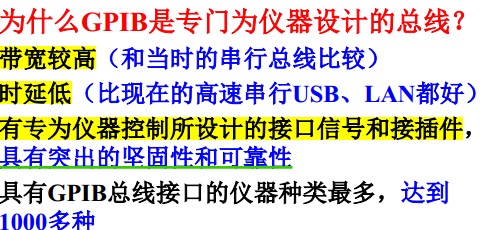 为什么GPIB是专门为仪器设计的总线？
带宽较高（和当时的串行总线比较）
时延低（比现在的高速串行USB、LAN都好）
有专为仪器控制所设计的接口信号和接插件，
具有突出的坚固性和可靠性
具有GPIB总线接口的仪器种类最多，达到
1000多种